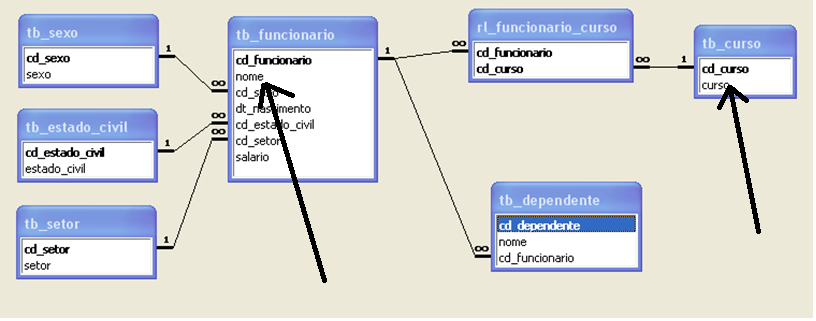 tb_sexo
cd_sexo
sexo
1
∞
tb_estado_civil
cd_estado_civil
estado_civil
1
∞
tb_setor
cd_setor
setor
1
∞
tb_funcionario
cd_funcionario
nome
cd_sexo
dt_nascimento
cd_estado_civil
cd_setor
salario
1
∞
rl_funcionario_curso
cd_funcionario
cd_curso
∞
1
tb_curso
cd_curso
curso
tb_dependente
cd_dependente
nome
cd_funcionario
∞